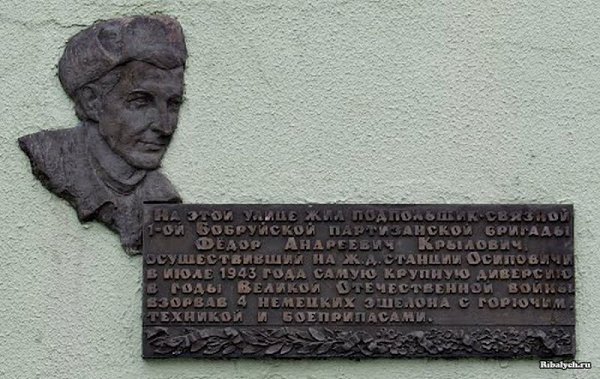 На этой улице жил подпольщик-связной
1-ой Бобруйской партизанской бригады
Фёдор Андреевич Крылович,
осуществивший на ж.д. станции Осиповичи
в июле 1943 года самую крупную диверсию
в годы Великой Отечественной войны
взорвав 4 немецких эшелона с горючим,
техникой и боеприпасами.
Ribalych.ru